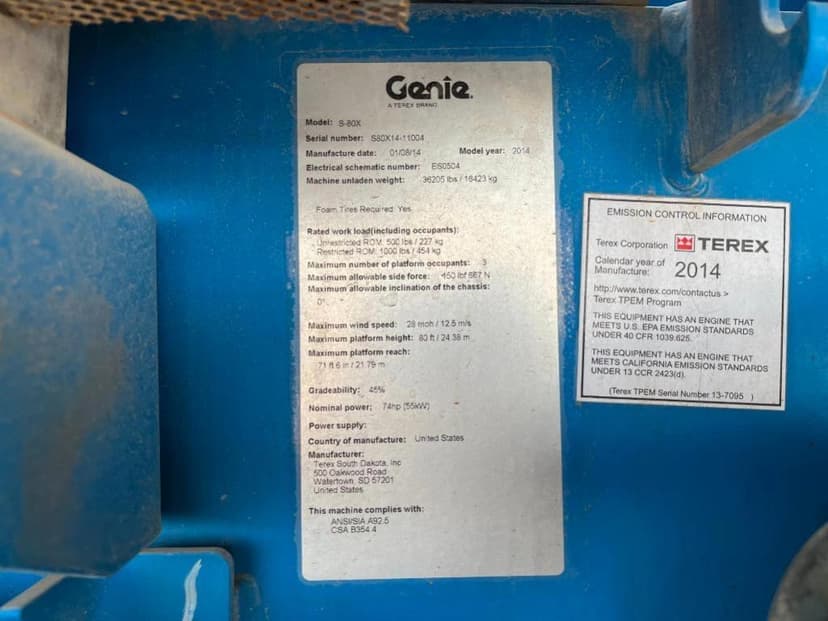 Genie
A TEREX BRAND
Model: S-80X
Serial number: S80X14-11004
Manufacture date: 01/08/14 Model year: 2014
Electrical schematic number: ES0504
Machine unladen weight: 36205 lbs / 16423 kg
Foam Tires Required: Yes
Rated work load(including occupants):
Unrestricted ROM: 500 lbs / 227 kg
Restricted ROM: 1000 lbs / 454 kg
Maximum number of platform occupants: 3
Maximum allowable side force: 150 lbf 667 N
Maximum allowable inclination of the chassis:
0°
Maximum wind speed: 28 mph / 12.5 m/s
Maximum platform height: 80 ft / 24.38 m
Maximum platform reach:
71 ft 6 in / 21.79 m
Gradeability: 45%
Nominal power: 74hp (55kW)
Power supply:
Country of manufacture: United States
Manufacturer:
Terex South Dakota, Inc
500 Oakwood Road
Watertown, SD 57201
United States
This machine complies with:
ANSI/SIA A92.5
CSA B354.4
EMISSION CONTROL INFORMATION
Terex Corporation TEREX
Calendar year of
Manufacture: 2014
http://www.terex.com/contactus >
Terex TPEM Program
THIS EQUIPMENT HAS AN ENGINE THAT
MEETS U.S. EPA EMISSION STANDARDS
UNDER 40 CFR 1039.625.
THIS EQUIPMENT HAS AN ENGINE THAT
MEETS CALIFORNIA EMISSION STANDARDS
UNDER 13 CCR 2423(d).
(Terex TPEM Serial Number 13-7095 )